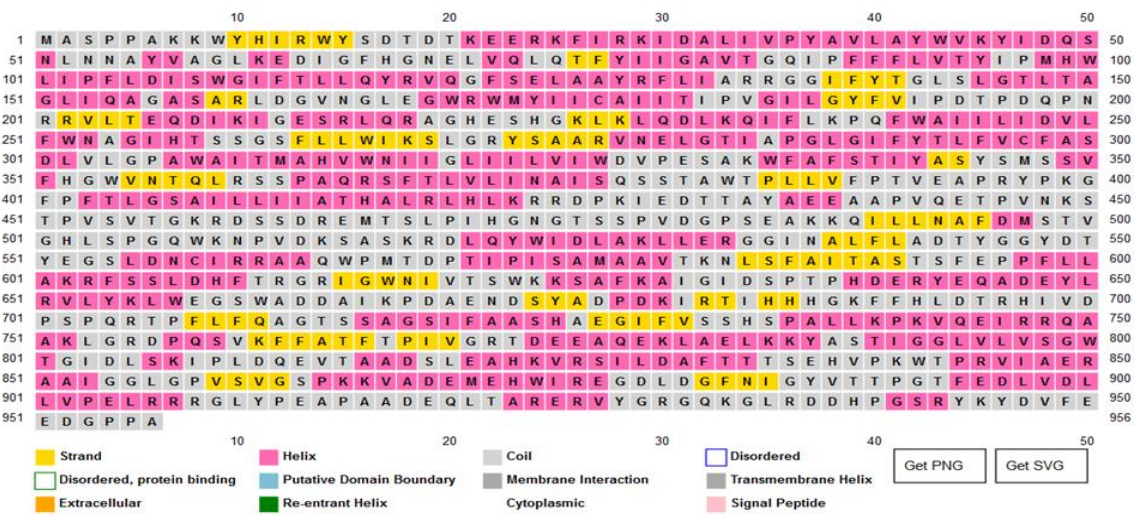 10 20 30 40 50
1 M A S P P A K K W Y H I R W Y S D T D T K E E R K F I R K I D A L I V P Y A V L A Y W V K Y I D Q S 50
51 N L N N A Y V A G L K E D I G F H G N E L V Q L Q T F Y I I G A V T G Q I P F F F L V T Y I P M H W 100
101 L I P F L D I S W G I F T L L Q Y R V Q G F S E L A A Y R F L I A R R G G I F Y T G L S L G T L T A 150
151 G L I Q A G A S A R L D G V N G L E G W R W M Y I I C A I I T I P V G I L G Y F V I P D T P D Q P N 200
201 R R V L T E Q D I K I G E S R L Q R A G H E S H G K L K L Q D L K Q I F L K P Q F W A I I L I D V L 250
251 F W N A G I H T S S G S F L L W I K S L G R Y S A A R V N E L G T I A P G L G I F Y T L F V C F A S 300
301 D L V L G P A W A I T M A H V W N I I G L I I L V I W D V P E S A K W F A F S T I Y A S Y S M S S V 350
351 F H G W V N T Q L R S S P A Q R S F T L V L I N A I S Q S S T A W T P L L V F P T V E A P R Y P K G 400
401 F P F T L G S A I L L I I A T H A L R L H L K R R D P K I E D T T A Y A E E A A P V Q E T P V N K S 450
451 T P V S V T G K R D S S D R E M T S L P I H G N G T S S P V D G P S E A K K Q I L L N A F D M S T V 500
501 G H L S P G Q W K N P V D K S A S K R D L Q Y W I D L A K L L E R G G I N A L F L A D T Y G G Y D T 550
551 Y E G S L D N C I R R A A Q W P M T D P T I P I S A M A A V T K N L S F A I T A S T S F E P P F L L 600
601 A K R F S S L D H F T R G R I G W N I V T S W K K S A F K A I G I D S P T P H D E R Y E Q A D E Y L 650
651 R V L Y K L W E G S W A D D A I K P D A E N D S Y A D P D K I R T I H H H G K F F H L D T R H I V D 700
701 P S P Q R T P F L F Q A G T S S A G S I F A A S H A E G I F V S S H S P A L L K P K V Q E I R R Q A 750
751 A K L G R D P Q S V K F F A T F T P I V G R T D E E A Q E K L A E L K K Y A S T I G G L V L V S G W 800
801 T G I D L S K I P L D Q E V T A A D S L E A H K V R S I L D A F T T T S E H V P K W T P R V I A E R 850
851 A A I G G L G P V S V G S P K K V A D E M E H W I R E G D L D G F N I G Y V T T P G T F E D L V D L 900
901 L V P E L R R R G L Y P E A P A A D E Q L T A R E R V Y G R G Q K G L R D D H P G S R Y K Y D V F E 950
951 E D G P P A 956
10 20 30 40 50
Strand Helix Coil Disordered Get PNG Get SVG
Disordered, protein binding Putative Domain Boundary Membrane Interaction Transmembrane Helix
Extracellular Re-entrant Helix Cytoplasmic Signal Peptide